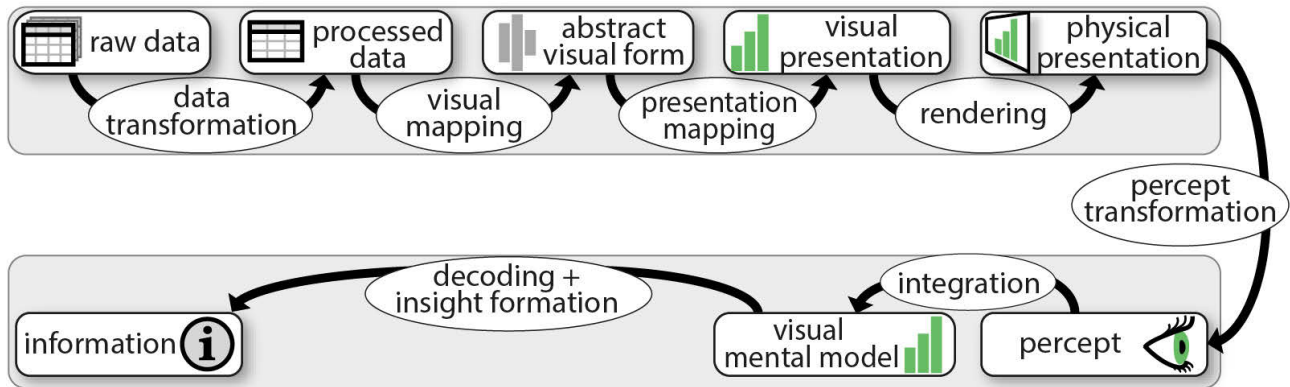 raw data
processed
data
abstract
visual form
visual
presentation
physical
presentation
data
transformation
visual
mapping
presentation
mapping
rendering
percept
transformation
decoding +
insight formation
integration
information
i
visual
mental model
percept